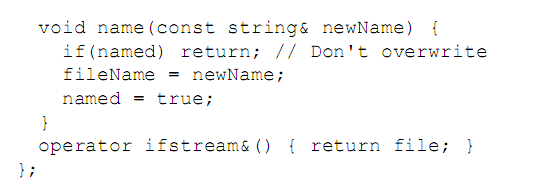 void name(const string& newName) {
if(named) return; // Don't overwrite
fileName = newName;
named = true;
}
operator ifstream&() { return file; }
};